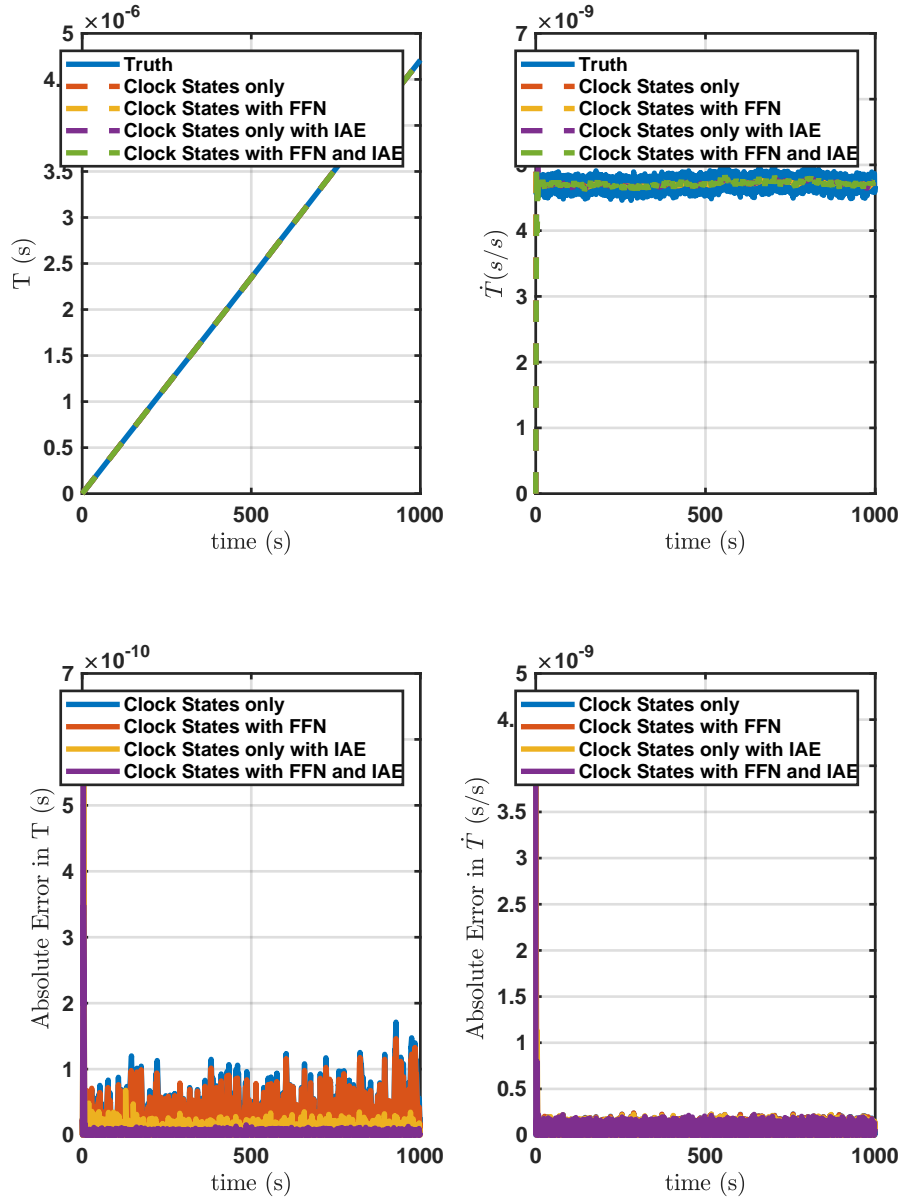 ×10^-6
5
4
3.5
3
2.5
2
1.5
1
0.5
0
T (s)
0
500
1000
time (s)
Truth
Clock States only
Clock States with FFN
Clock States only with IAE
Clock States with FFN and IAE
×10^-9
7
5
4
3
2
1
0
Ṫ(s/s)
0
500
1000
time (s)
Truth
Clock States only
Clock States with FFN
Clock States only with IAE
Clock States with FFN and IAE
×10^-10
7
5
4
3
2
1
0
Absolute Error in T (s)
0
500
1000
time (s)
Clock States only
Clock States with FFN
Clock States only with IAE
Clock States with FFN and IAE
×10^-9
5
4.
3.5
3
2.5
2
1.5
1
0.5
0
Absolute Error in Ṫ (s/s)
0
500
1000
time (s)
Clock States only
Clock States with FFN
Clock States only with IAE
Clock States with FFN and IAE